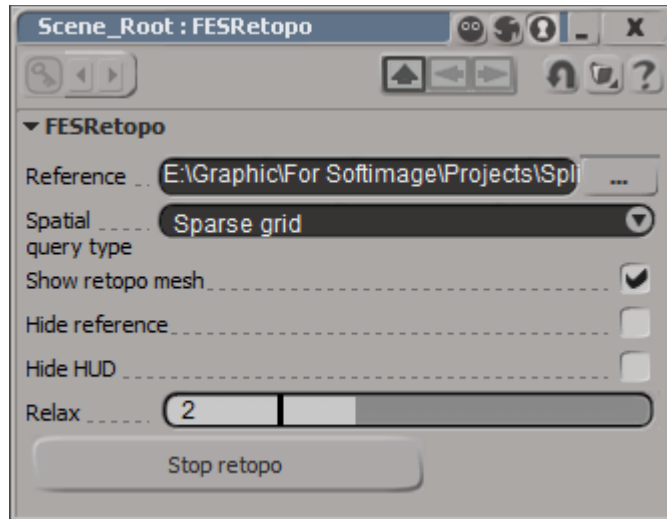 Scene_Root : FESRetopo
FESRetopo
Reference
E:\Graphic\For Softimage\Projects\Spli
...
Spatial
query type
Sparse grid
Show retopo mesh
Hide reference
Hide HUD
Relax
2
Stop retopo